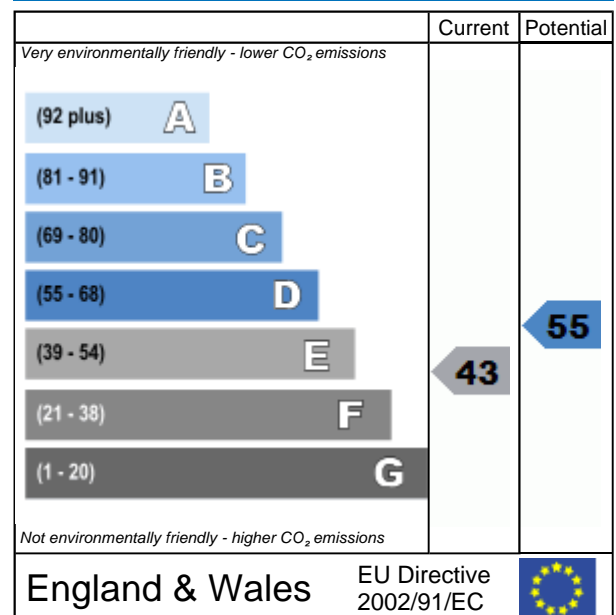 Current Potential
Very environmentally friendly - lower CO₂ emissions
(92 plus) A
(81 - 91) B
(69 - 80) C
(55 - 68) D
55
(39 - 54) E
43
(21 - 38) F
(1 - 20) G
Not environmentally friendly - higher CO₂ emissions
England & Wales
EU Directive
2002/91/EC